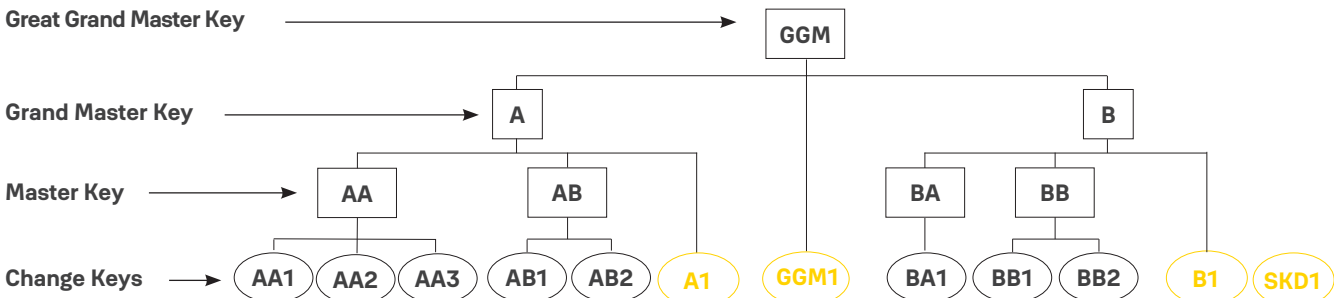 Great Grand Master Key
GGM
Grand Master Key
A
B
Master Key
AA
AB
BA
BB
Change Keys
AA1
AA2
AA3
AB1
AB2
A1
GGM1
BA1
BB1
BB2
B1
SKD1